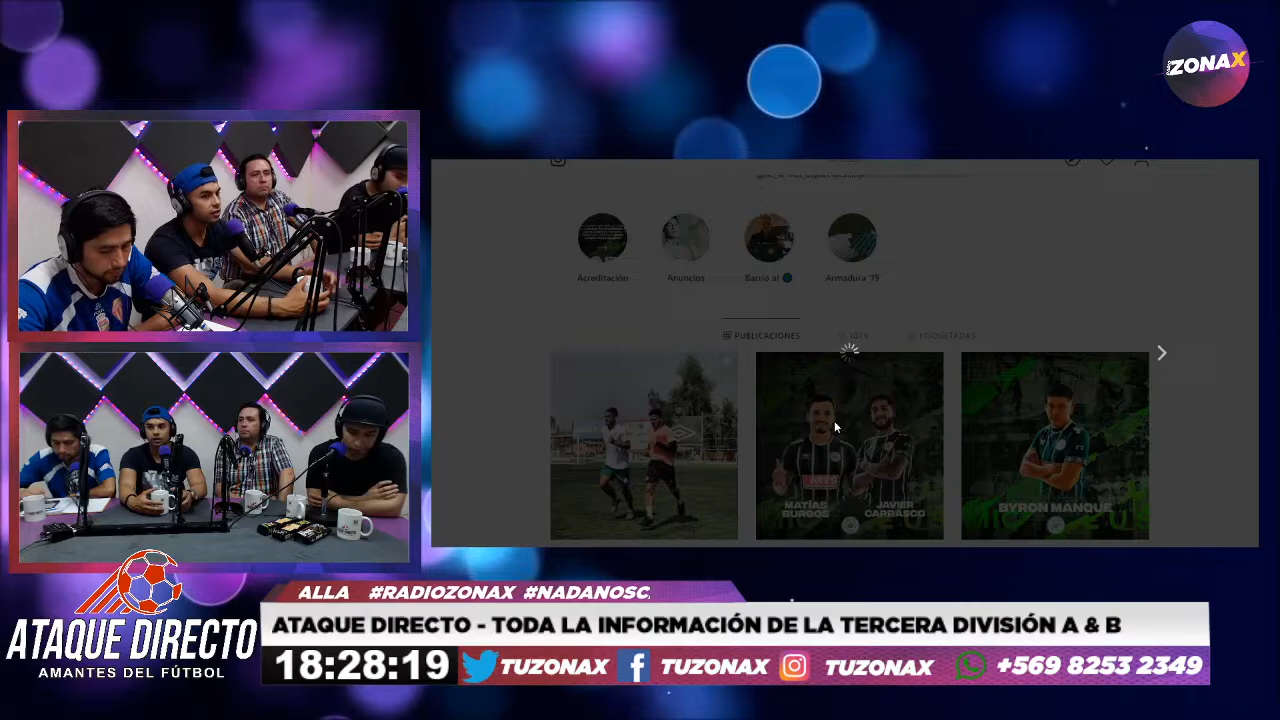 ZONAX
Acreditación
Anuncios
Barrio al
Armadura '19
PUBLICACIONES
IGTV
ETIQUETADAS
MATÍAS
BURGOS
JAVIER
CARRASCO
BYRON MANQUE
ATAQUE DIRECTO
AMANTES DEL FÚTBOL
ALLA #RADIOZONAX #NADANOSC
ATAQUE DIRECTO - TODA LA INFORMACIÓN DE LA TERCERA DIVISIÓN A & B
18:28:19 TUZONAX TUZONAX TUZONAX +569 8253 2349